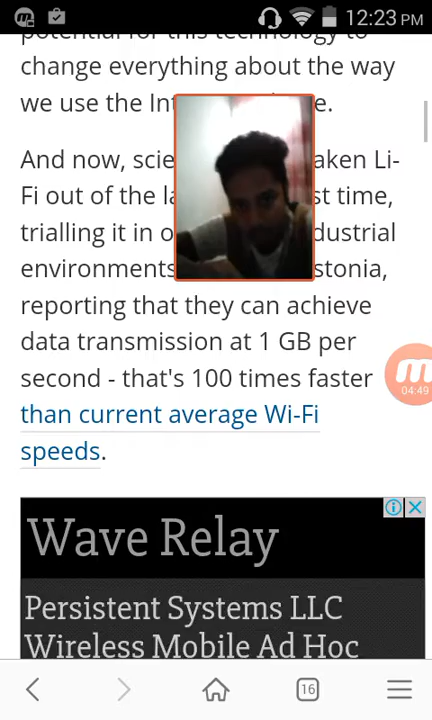 12:23 PM
potential for this technology to
change everything about the way
we use the Int e.
And now, scie aken Li-
Fi out of the la st time,
trialling it in o dustrial
environments stonia,
reporting that they can achieve
data transmission at 1 GB per
second - that's 100 times faster
than current average Wi-Fi
speeds.
04:49
Wave Relay
Persistent Systems LLC
Wireless Mobile Ad Hoc
16